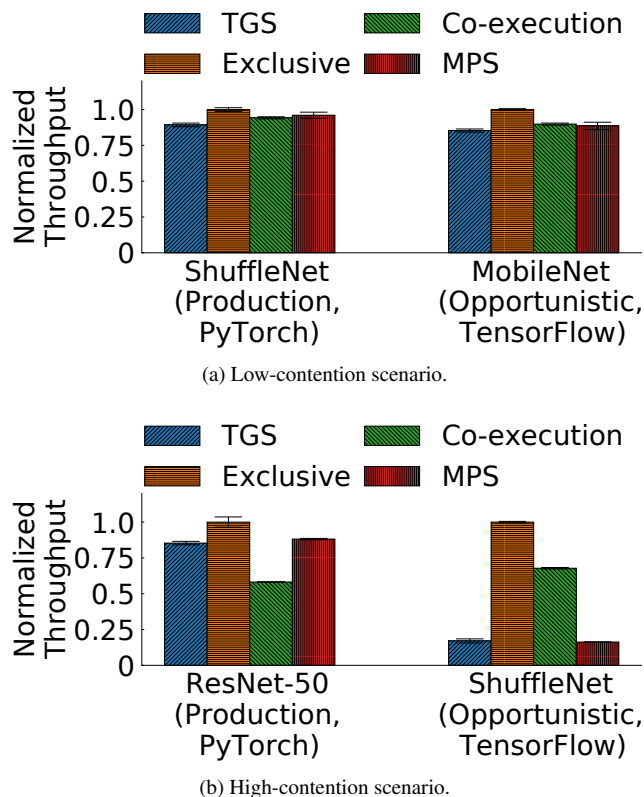 TGS
Co-execution
Exclusive
MPS
Normalized
Throughput
1.0
0.75
0.5
0.25
0
ShuffleNet
(Production,
PyTorch)
MobileNet
(Opportunistic,
TensorFlow)
(a) Low-contention scenario.
TGS
Co-execution
Exclusive
MPS
Normalized
Throughput
1.0
0.75
0.5
0.25
0
ResNet-50
(Production,
PyTorch)
ShuffleNet
(Opportunistic,
TensorFlow)
(b) High-contention scenario.